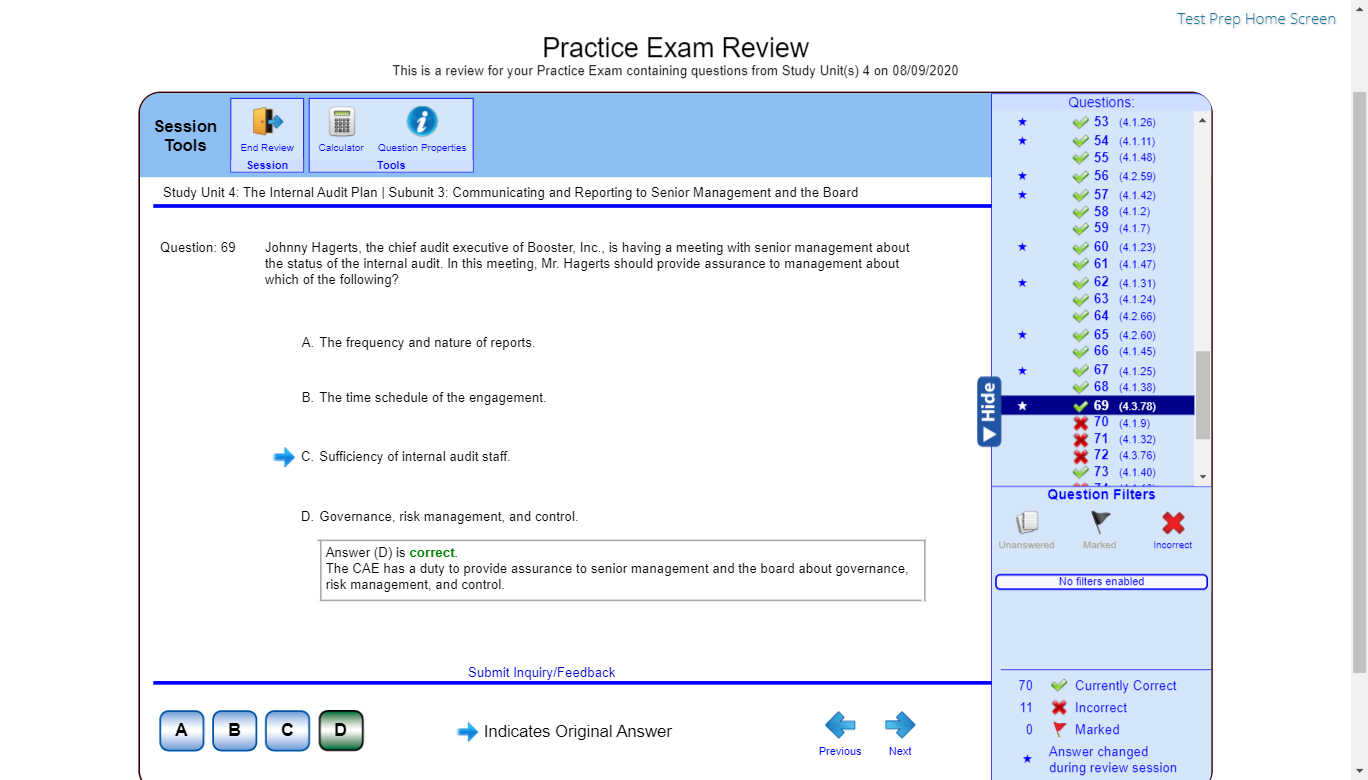 Test Prep Home Screen
Practice Exam Review
This is a review for your Practice Exam containing questions from Study Unit(s) 4 on 08/09/2020
Session
Tools
End Review
Session
Calculator
Question Properties
Tools
Study Unit 4: The Internal Audit Plan | Subunit 3: Communicating and Reporting to Senior Management and the Board
Question: 69
Johnny Hagerts, the chief audit executive of Booster, Inc., is having a meeting with senior management about
the status of the internal audit. In this meeting, Mr. Hagerts should provide assurance to management about
which of the following?
A. The frequency and nature of reports.
B. The time schedule of the engagement.
C. Sufficiency of internal audit staff.
D. Governance, risk management, and control.
Answer (D) is correct.
The CAE has a duty to provide assurance to senior management and the board about governance,
risk management, and control.
Submit Inquiry/Feedback
A B C D
Indicates Original Answer
Previous
Next
Questions:
53 (4.1.26)
54 (4.1.11)
55 (4.1.48)
56 (4.2.59)
57 (4.1.42)
58 (4.1.2)
59 (4.1.7)
60 (4.1.23)
61 (4.1.47)
62 (4.1.31)
63 (4.1.24)
64 (4.2.66)
65 (4.2.60)
66 (4.1.45)
67 (4.1.25)
68 (4.1.38)
69 (4.3.78)
70 (4.1.9)
71 (4.1.32)
72 (4.3.76)
73 (4.1.40)
Hide
Question Filters
Unanswered
Marked
Incorrect
No filters enabled
70 Currently Correct
11 Incorrect
0 Marked
Answer changed
during review session